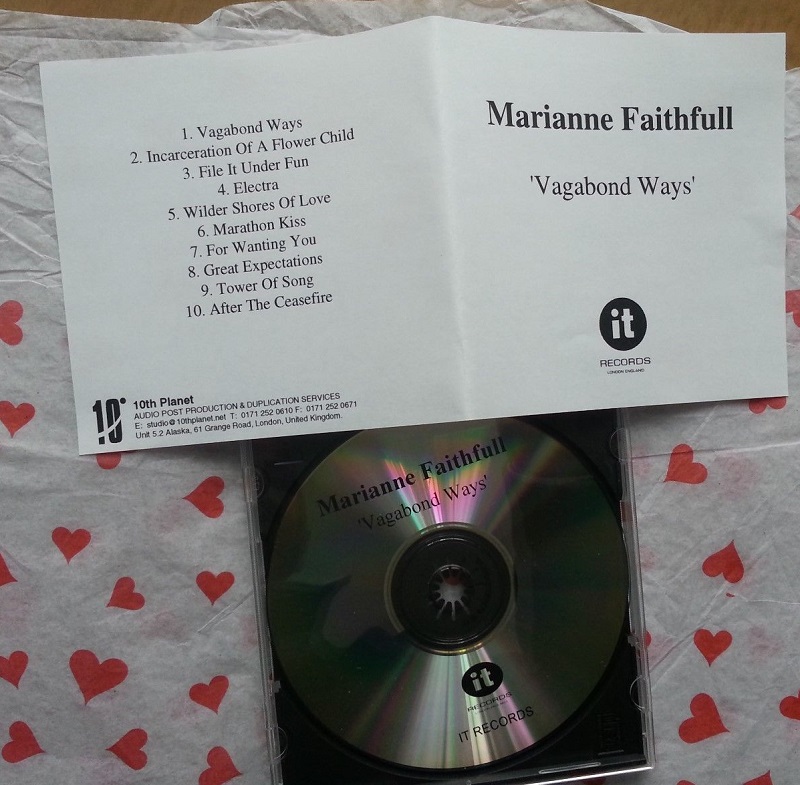 1. Vagabond Ways
2. Incarceration Of A Flower Child
3. File It Under Fun
4. Electra
5. Wilder Shores Of Love
6. Marathon Kiss
7. For Wanting You
8. Great Expectations
9. Tower Of Song
10. After The Ceasefire
10°
10th Planet
AUDIO POST PRODUCTION & DUPLICATION SERVICES
E: studio@10thplanet.net T: 0171 252 0610 F: 0171 252 0671
Unit 5.2 Alaska, 61 Grange Road, London, United Kingdom.
Marianne Faithfull
'Vagabond Ways'
it
RECORDS
LONDON ENGLAND
Marianne Faithfull
'Vagabond Ways'
it
RECORDS
IT RECORDS